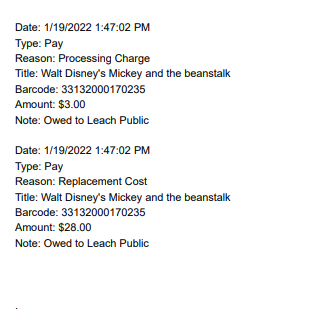 Date: 1/19/2022 1:47:02 PM
Type: Pay
Reason: Processing Charge
Title: Walt Disney's Mickey and the beanstalk
Barcode: 33132000170235
Amount: $3.00
Note: Owed to Leach Public
Date: 1/19/2022 1:47:02 PM
Type: Pay
Reason: Replacement Cost
Title: Walt Disney's Mickey and the beanstalk
Barcode: 33132000170235
Amount: $28.00
Note: Owed to Leach Public
.